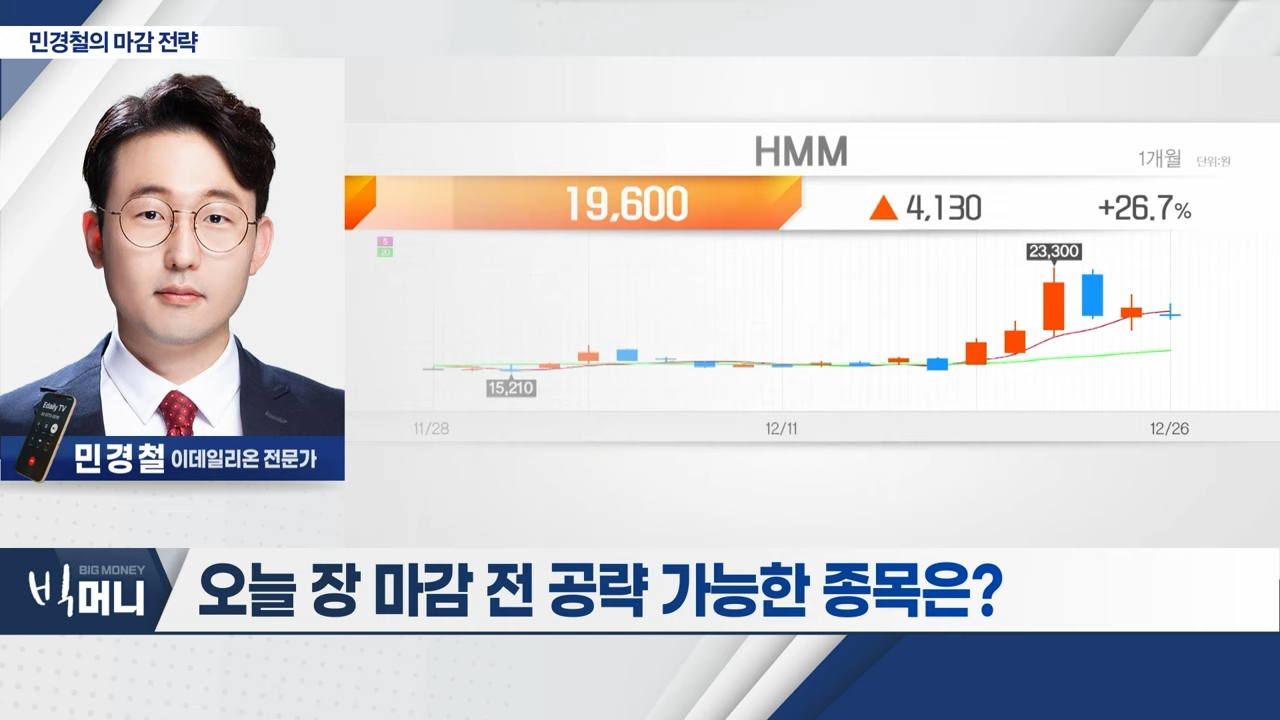 민경철의 마감 전략
HMM
1개월 단위:원
19,600
▲ 4,130
+26.7%
5
20
23,300
15,210
11/28
12/11
12/26
Edaily TV
민경철 이데일리온 전문가
BIG MONEY
빅머니
오늘 장 마감 전 공략 가능한 종목은?